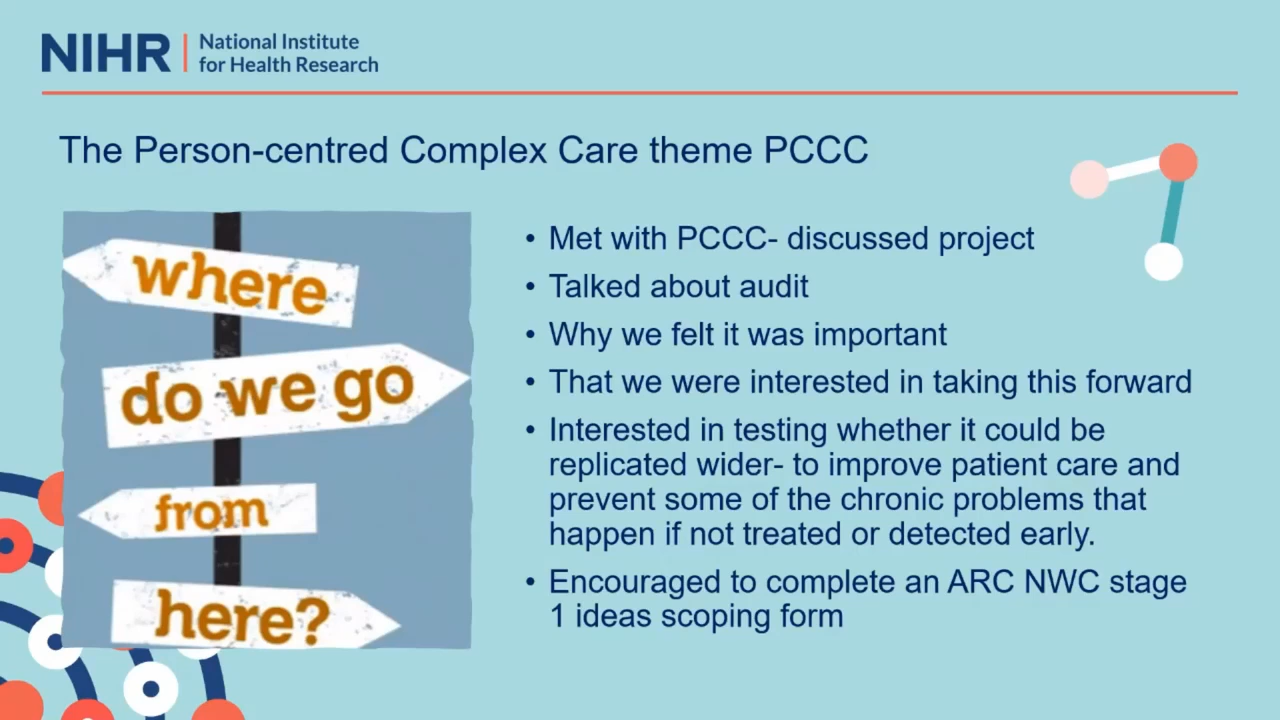 NIHR | National Institute
for Health Research
The Person-centred Complex Care theme PCCC
where
do we go
from
here?
• Met with PCCC- discussed project
• Talked about audit
• Why we felt it was important
• That we were interested in taking this forward
• Interested in testing whether it could be
replicated wider- to improve patient care and
prevent some of the chronic problems that
happen if not treated or detected early.
• Encouraged to complete an ARC NWC stage
1 ideas scoping form